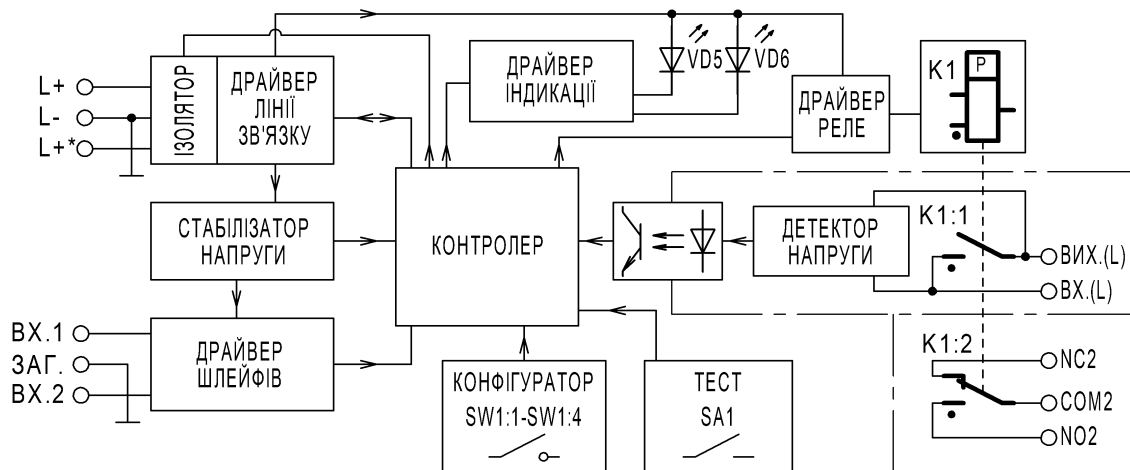 L+
L-
L+*
ІЗОЛЯТОР
ДРАЙВЕР
ЛІНІЇ
ЗВ'ЯЗКУ
ДРАЙВЕР
ІНДИКАЦІЇ
VD5
VD6
ДРАЙВЕР
РЕЛЕ
K1
P
СТАБІЛІЗАТОР
НАПРУГИ
КОНТРОЛЕР
ДЕТЕКТОР
НАПРУГИ
K1:1
ВИХ.(L)
ВХ.(L)
ВХ.1
ЗАГ.
ВХ.2
ДРАЙВЕР
ШЛЕЙФІВ
КОНФІГУРАТОР
SW1:1-SW1:4
ТЕСТ
SA1
K1:2
NC2
COM2
NO2